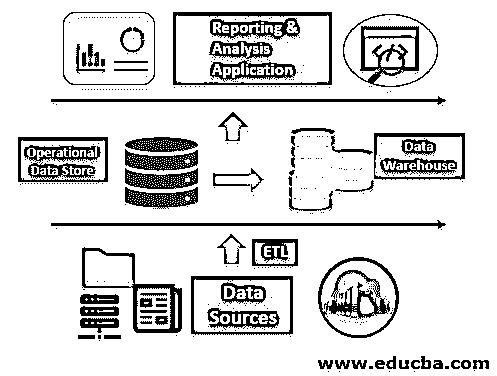 Reporting &
Analysis
Application
Operational
Data Store
Data
Warehouse
ETL
Data
Sources
www.educba.com